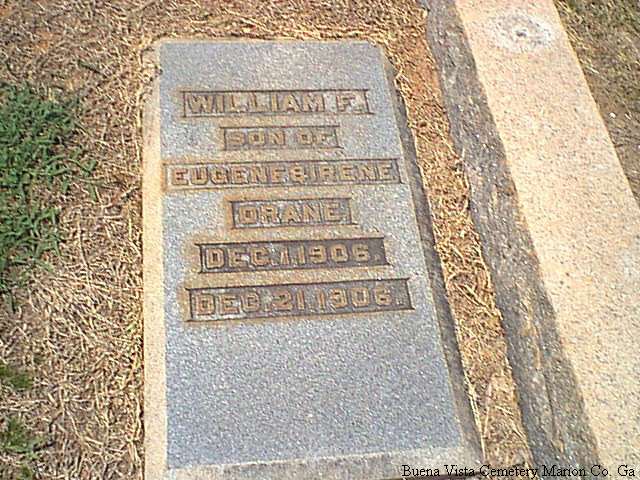 WILLIAM F.
SON OF
EUGENE & IRENE
DRANE.
DEC. 1, 1906.
DEC. 21, 1906.
Buena Vista Cemetery Marion Co. Ga